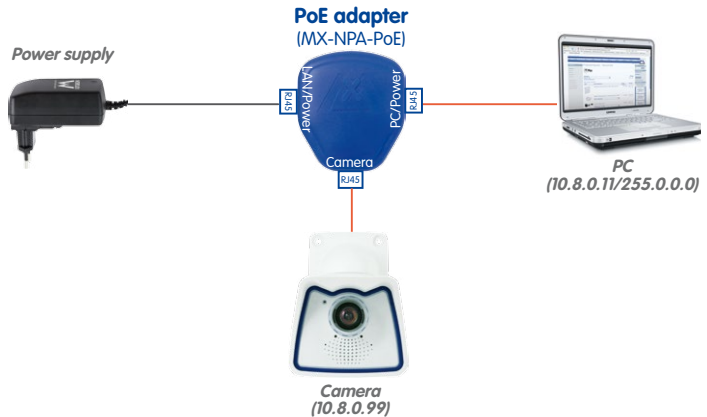 PoE adapter
(MX-NPA-PoE)
Power supply
LAN/Power
RJ45
PC/Power
RJ45
Camera
RJ45
PC
(10.8.0.11/255.0.0.0)
Camera
(10.8.0.99)